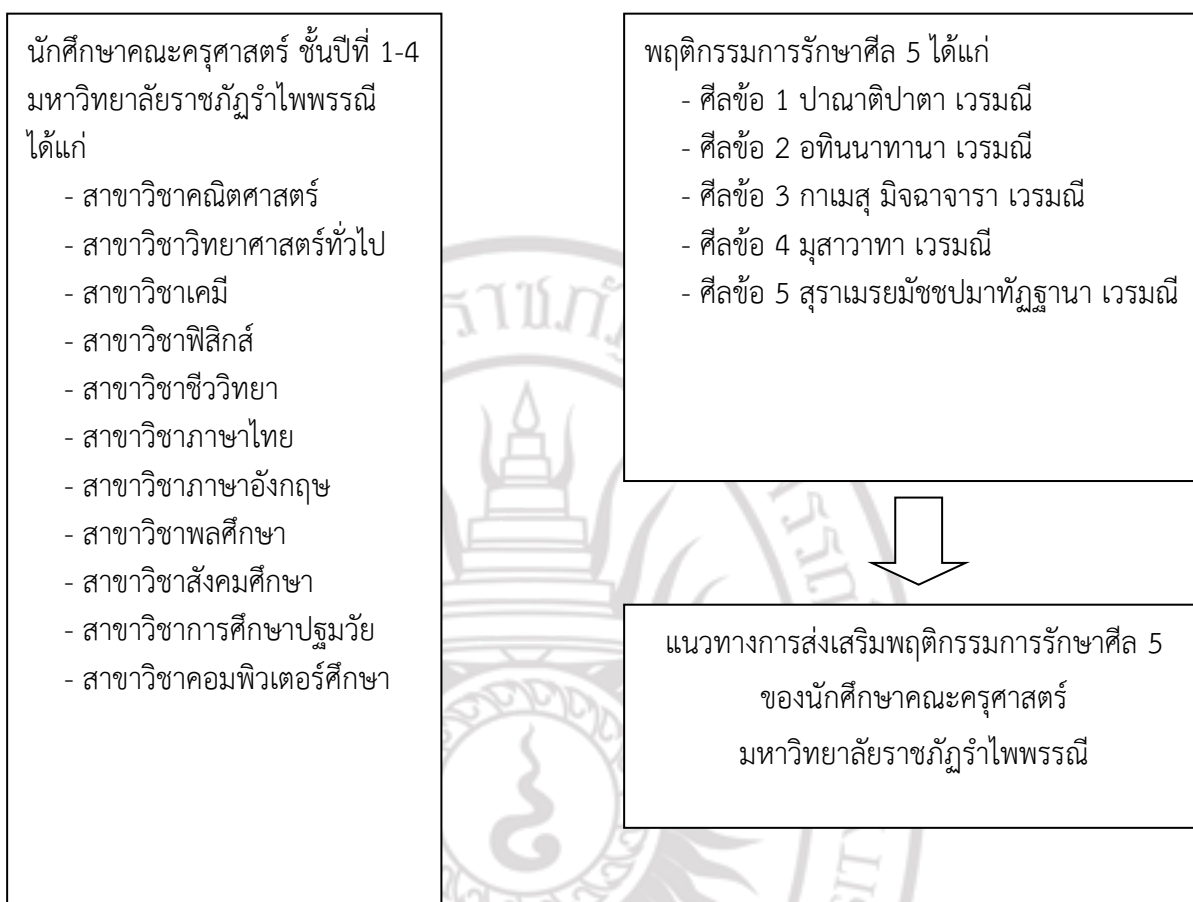 นักศึกษาคณะครุศาสตร์ ชั้นปีที่ 1-4
มหาวิทยาลัยราชภัฏรำไพพรรณี
ได้แก่
- สาขาวิชาคณิตศาสตร์
- สาขาวิชาวิทยาศาสตร์ทั่วไป
- สาขาวิชาเคมี
- สาขาวิชาฟิสิกส์
- สาขาวิชาชีววิทยา
- สาขาวิชาภาษาไทย
- สาขาวิชาภาษาอังกฤษ
- สาขาวิชาพลศึกษา
- สาขาวิชาสังคมศึกษา
- สาขาวิชาการศึกษาปฐมวัย
- สาขาวิชาคอมพิวเตอร์ศึกษา
พฤติกรรมการรักษาศีล 5 ได้แก่
- ศีลข้อ 1 ปาณาติปาตา เวรมณี
- ศีลข้อ 2 อทินนาทานา เวรมณี
- ศีลข้อ 3 กาเมสุ มิจฉาจารา เวรมณี
- ศีลข้อ 4 มุสาวาทา เวรมณี
- ศีลข้อ 5 สุราเมรยมัชชปมาทัฏฐานา เวรมณี
แนวทางการส่งเสริมพฤติกรรมการรักษาศีล 5
ของนักศึกษาคณะครุศาสตร์
มหาวิทยาลัยราชภัฏรำไพพรรณี